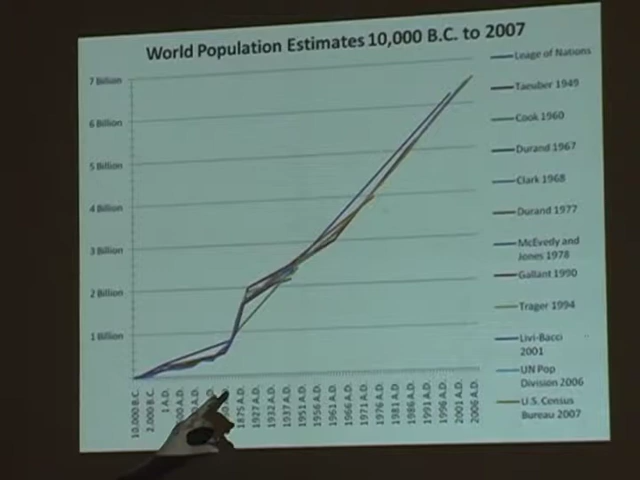 World Population Estimates 10,000 B.C. to 2007
7 Billion
6 Billion
5 Billion
4 Billion
3 Billion
2 Billion
1 Billion
10,000 B.C.
2,000 B.C.
1 A.D.
1875 A.D.
1927 A.D.
1932 A.D.
1937 A.D.
1951 A.D.
1956 A.D.
1961 A.D.
1966 A.D.
1971 A.D.
1976 A.D.
1981 A.D.
1986 A.D.
1991 A.D.
1996 A.D.
2001 A.D.
2006 A.D.
Leage of Nations
Taeuber 1949
Cook 1960
Durand 1967
Clark 1968
Durand 1977
McEvedy and
Jones 1978
Gallant 1990
Trager 1994
Livi-Bacci
2001
UN Pop
Division 2006
U.S. Census
Bureau 2007